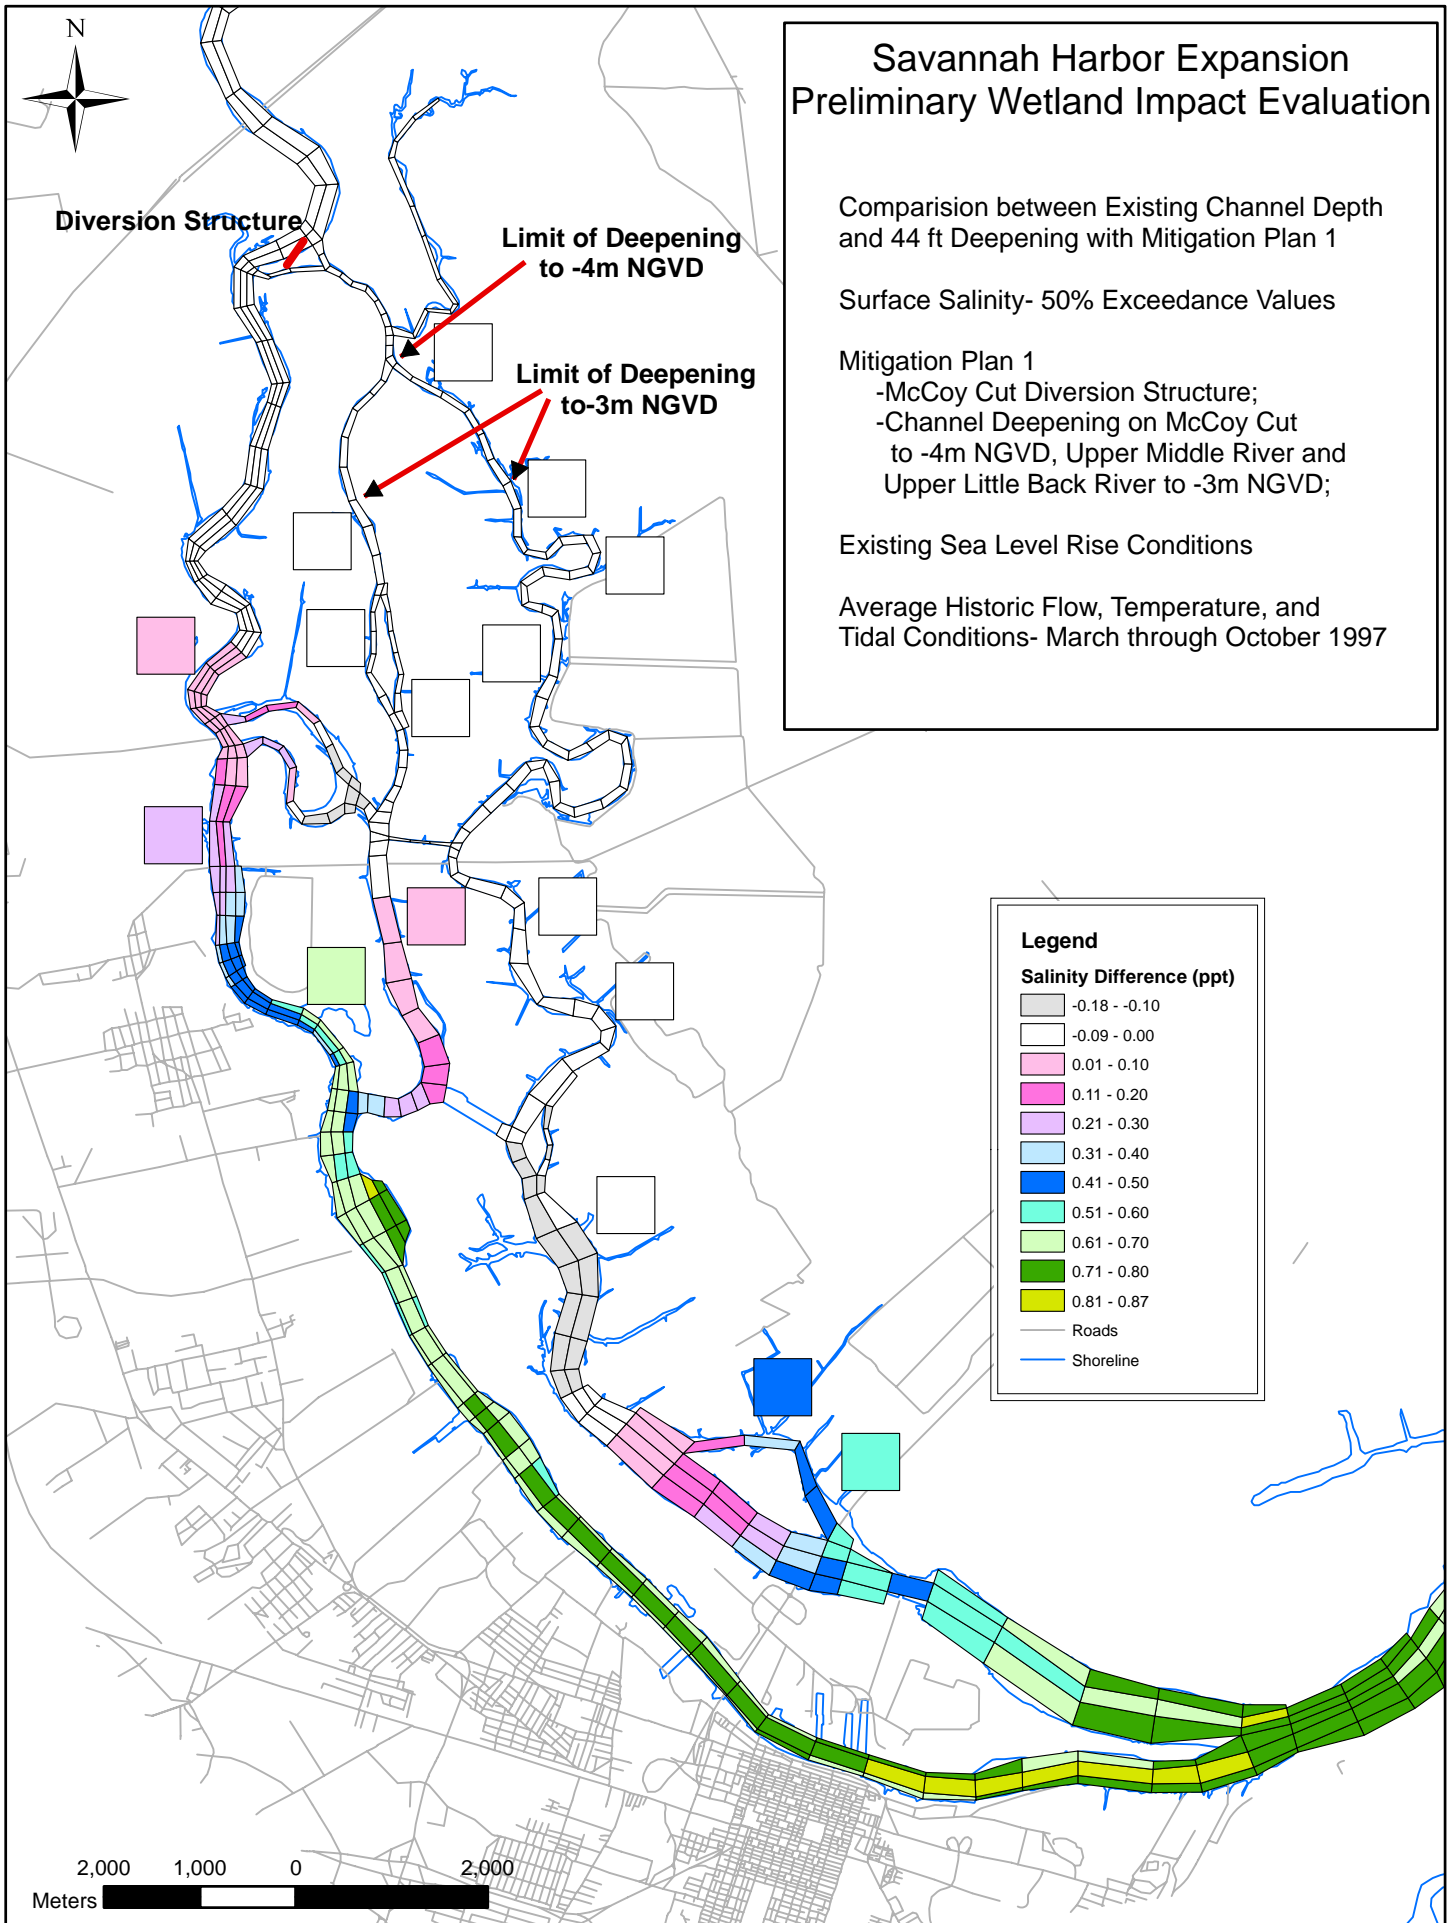 N
Savannah Harbor Expansion
Preliminary Wetland Impact Evaluation
Comparision between Existing Channel Depth
and 44 ft Deepening with Mitigation Plan 1
Surface Salinity- 50% Exceedance Values
Mitigation Plan 1
-McCoy Cut Diversion Structure;
-Channel Deepening on McCoy Cut
to -4m NGVD, Upper Middle River and
Upper Little Back River to -3m NGVD;
Existing Sea Level Rise Conditions
Average Historic Flow, Temperature, and
Tidal Conditions- March through October 1997
Diversion Structure
Limit of Deepening
to -4m NGVD
Limit of Deepening
to-3m NGVD
Legend
Salinity Difference (ppt)
-0.18 - -0.10
-0.09 - 0.00
0.01 - 0.10
0.11 - 0.20
0.21 - 0.30
0.31 - 0.40
0.41 - 0.50
0.51 - 0.60
0.61 - 0.70
0.71 - 0.80
0.81 - 0.87
Roads
Shoreline
2,000 1,000 0 2,000
Meters